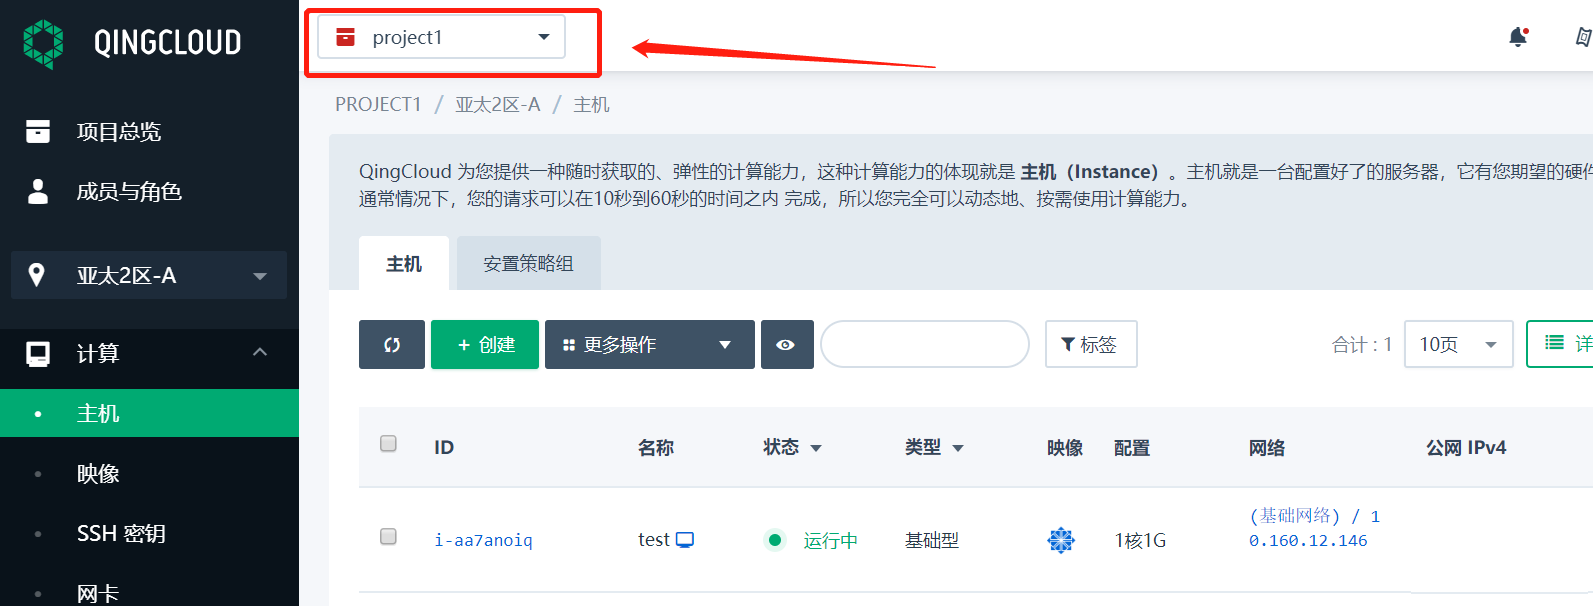 QINGCLOUD
project1
项目总览
成员与角色
亚太2区-A
计算
主机
映像
SSH 密钥
网卡
PROJECT1 / 亚太2区-A / 主机
QingCloud 为您提供一种随时获取的、弹性的计算能力，这种计算能力的体现就是 主机（Instance）。主机就是一台配置好了的服务器，它有您期望的硬件
通常情况下，您的请求可以在10秒到60秒的时间之内 完成，所以您完全可以动态地、按需使用计算能力。
主机 安置策略组
+ 创建 更多操作 标签 合计 : 1 10页 详
ID 名称 状态 类型 映像 配置 网络 公网 IPv4
i-aa7anoiq test 运行中 基础型 1核1G (基础网络) / 1
0.160.12.146